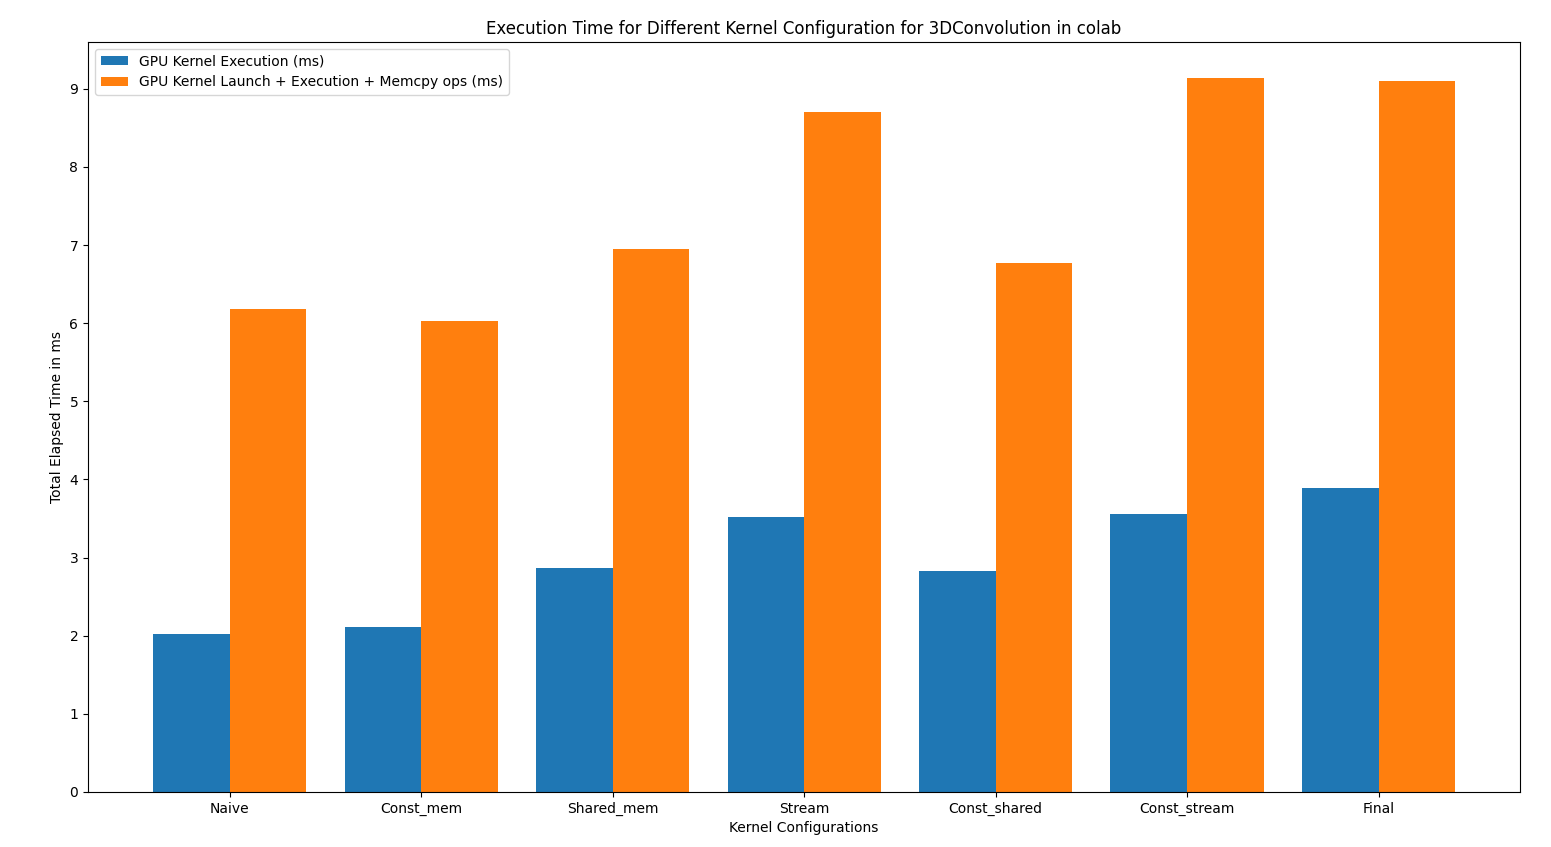 Execution Time for Different Kernel Configuration for 3DConvolution in colab
GPU Kernel Execution (ms)
GPU Kernel Launch + Execution + Memcpy ops (ms)
Total Elapsed Time in ms
9
8
7
6
5
4
3
2
1
0
Naive Const_mem Shared_mem Stream Const_shared Const_stream Final
Kernel Configurations